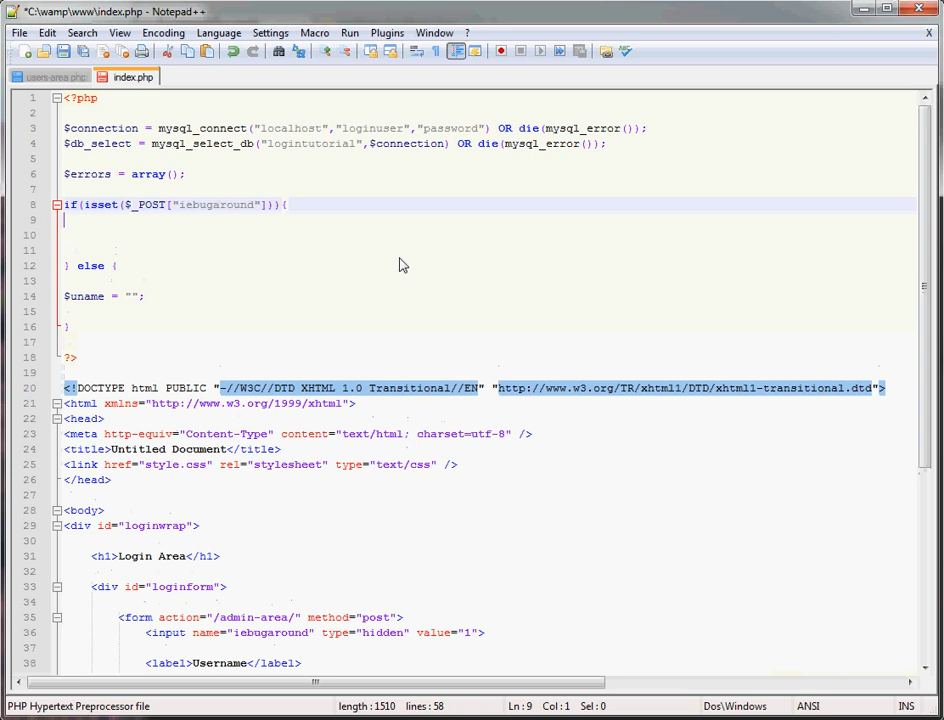 *C:\wamp\www\index.php - Notepad++
File Edit Search View Encoding Language Settings Macro Run Plugins Window ? X
users-area.php index.php
1 <?php
2
3 $connection = mysql_connect("localhost","loginuser","password") OR die(mysql_error());
4 $db_select = mysql_select_db("logintutorial",$connection) OR die(mysql_error());
5
6 $errors = array();
7
8 if(isset($_POST["iebugaround"])){
9
10
11
12 } else {
13
14 $uname = "";
15
16 }
17
18 ?>
19
20 <!DOCTYPE html PUBLIC "-//W3C//DTD XHTML 1.0 Transitional//EN" "http://www.w3.org/TR/xhtml1/DTD/xhtml1-transitional.dtd">
21 <html xmlns="http://www.w3.org/1999/xhtml">
22 <head>
23 <meta http-equiv="Content-Type" content="text/html; charset=utf-8" />
24 <title>Untitled Document</title>
25 <link href="style.css" rel="stylesheet" type="text/css" />
26 </head>
27
28 <body>
29 <div id="loginwrap">
30
31 <h1>Login Area</h1>
32
33 <div id="loginform">
34
35 <form action="/admin-area/" method="post">
36 <input name="iebugaround" type="hidden" value="1">
37
38 <label>Username</label>
PHP Hypertext Preprocessor file length : 1510 lines : 58 Ln : 9 Col : 1 Sel : 0 Dos\Windows ANSI INS